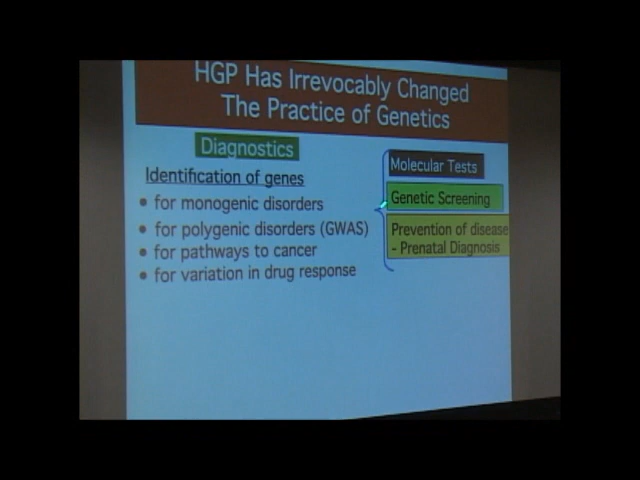 HGP Has Irrevocably Changed
The Practice of Genetics
Diagnostics
Identification of genes
• for monogenic disorders
• for polygenic disorders (GWAS)
• for pathways to cancer
• for variation in drug response
Molecular Tests
Genetic Screening
Prevention of disease
- Prenatal Diagnosis